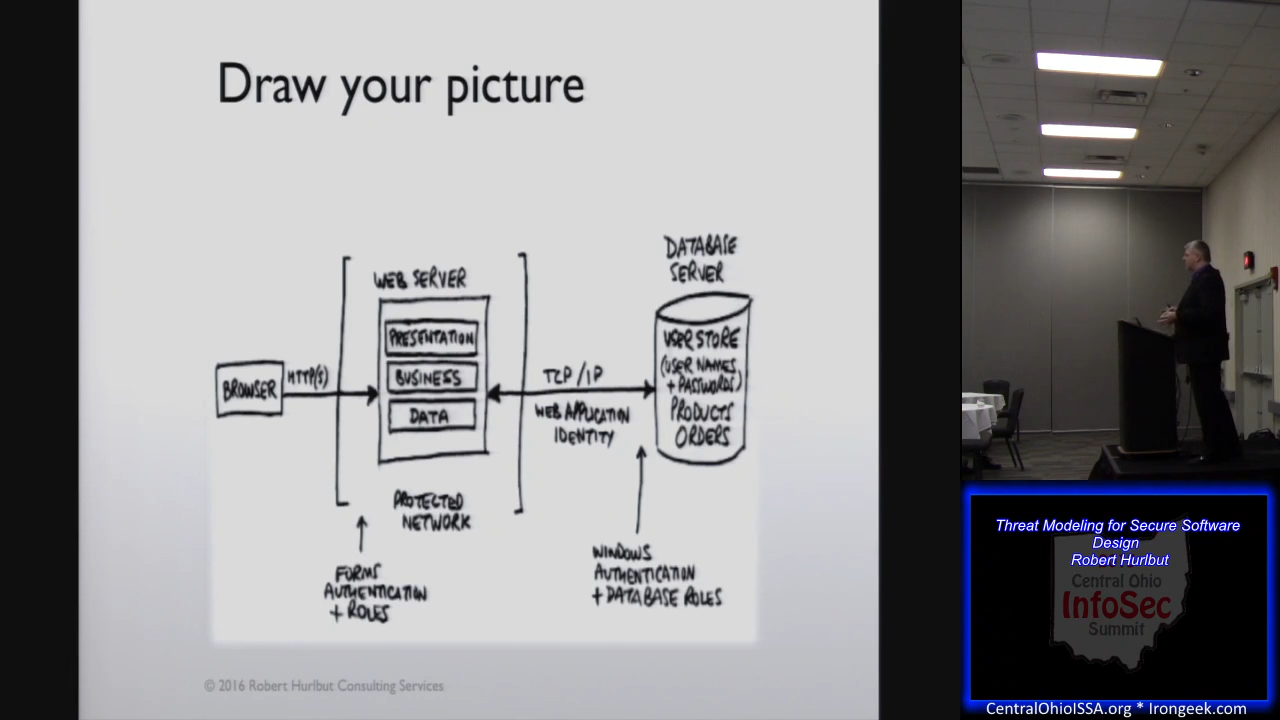 Draw your picture
DATABASE
SERVER
WEB SERVER
PRESENTATION
BUSINESS
DATA
BROWSER
HTTP(S)
TCP/IP
WEB APPLICATION
IDENTITY
USER STORE
(USER NAMES
+ PASSWORDS)
PRODUCTS
ORDERS
PROTECTED
NETWORK
FORMS
AUTHENTICATION
+ ROLES
WINDOWS
AUTHENTICATION
+ DATABASE ROLES
© 2016 Robert Hurlbut Consulting Services
Threat Modeling for Secure Software
Design
Robert Hurlbut
Central Ohio
InfoSec
Summit
CentralOhioISSA.org * Irongeek.com